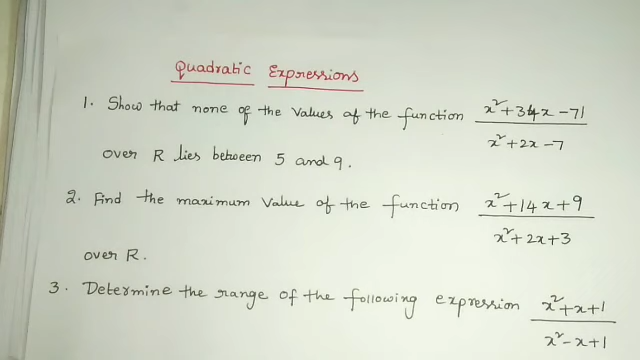 Quadratic Expressions
1. Show that none of the values of the function (x²+34x-71)/(x²+2x-7)
over R lies between 5 and 9.
2. Find the maximum value of the function (x²+14x+9)/(x²+2x+3)
over R.
3. Determine the range of the following expression (x²+x+1)/(x²-x+1)